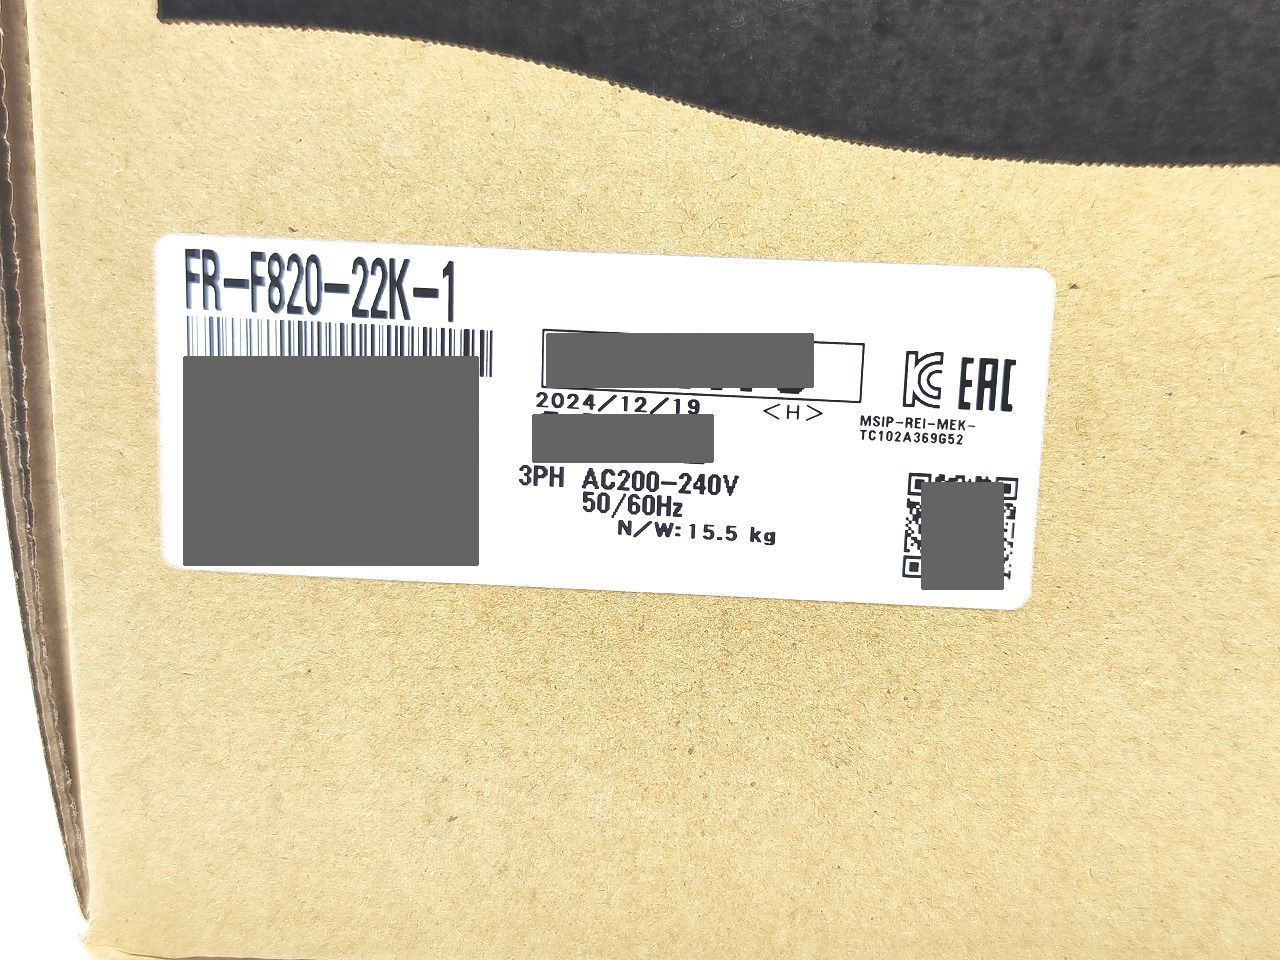 FR-F820-22K-1
2024/12/19
<H>
EAC
MSIP-REI-MEK-
TC102A369G52
3PH AC200-240V
50/60Hz
N/W: 15.5 kg